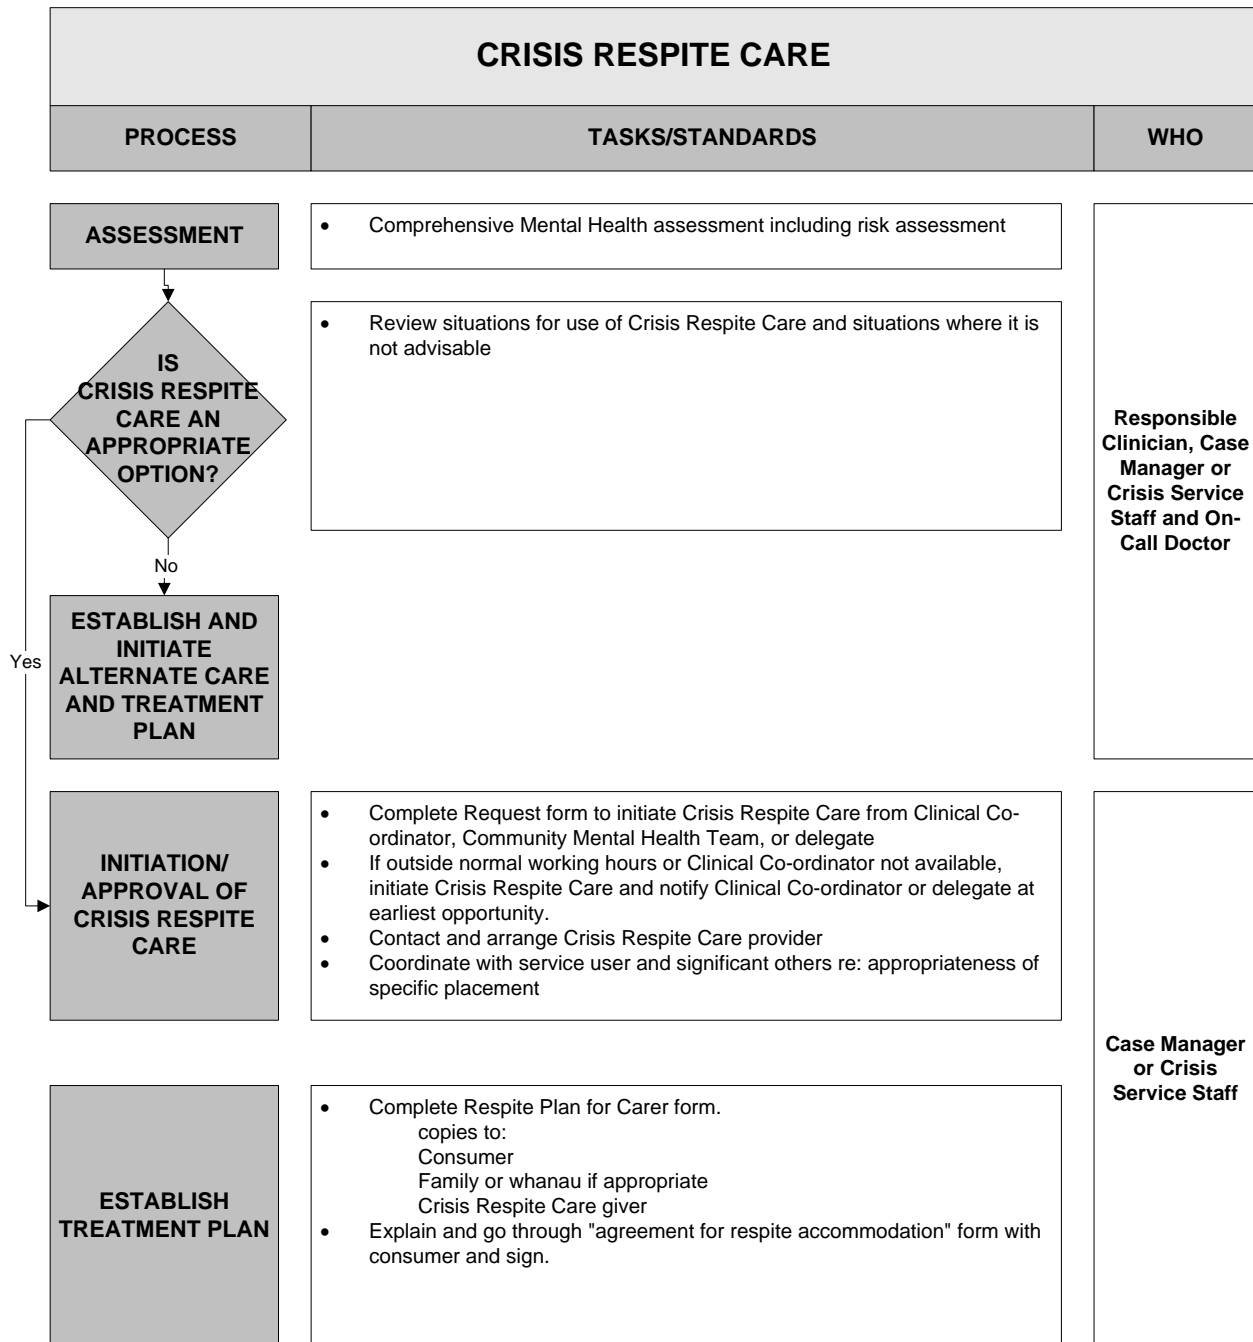 CRISIS RESPITE CARE
PROCESS
TASKS/STANDARDS
WHO
ASSESSMENT
• Comprehensive Mental Health assessment including risk assessment
IS
CRISIS RESPITE
CARE AN
APPROPRIATE
OPTION?
• Review situations for use of Crisis Respite Care and situations where it is
not advisable
Responsible
Clinician, Case
Manager or
Crisis Service
Staff and On-
Call Doctor
No
Yes
ESTABLISH AND
INITIATE
ALTERNATE CARE
AND TREATMENT
PLAN
INITIATION/
APPROVAL OF
CRISIS RESPITE
CARE
• Complete Request form to initiate Crisis Respite Care from Clinical Co-
ordinator, Community Mental Health Team, or delegate
• If outside normal working hours or Clinical Co-ordinator not available,
initiate Crisis Respite Care and notify Clinical Co-ordinator or delegate at
earliest opportunity.
• Contact and arrange Crisis Respite Care provider
• Coordinate with service user and significant others re: appropriateness of
specific placement
Case Manager
or Crisis
Service Staff
ESTABLISH
TREATMENT PLAN
• Complete Respite Plan for Carer form.
copies to:
Consumer
Family or whanau if appropriate
Crisis Respite Care giver
• Explain and go through "agreement for respite accommodation" form with
consumer and sign.